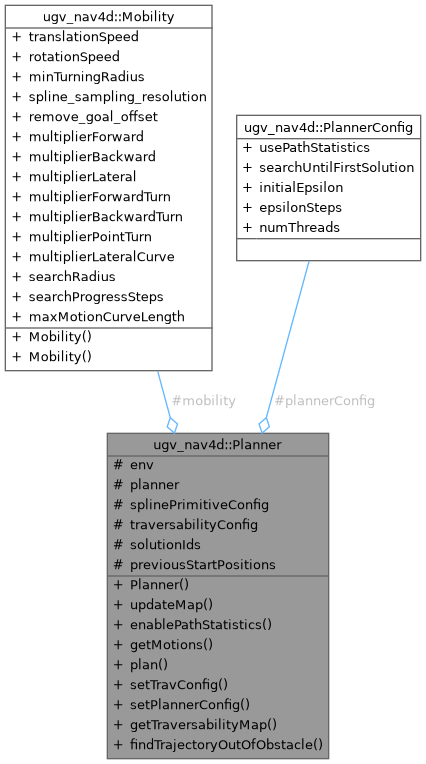 ugv_nav4d::Mobility
+ translationSpeed
+ rotationSpeed
+ minTurningRadius
+ spline_sampling_resolution
+ remove_goal_offset
+ multiplierForward
+ multiplierBackward
+ multiplierLateral
+ multiplierForwardTurn
+ multiplierBackwardTurn
+ multiplierPointTurn
+ multiplierLateralCurve
+ searchRadius
+ searchProgressSteps
+ maxMotionCurveLength
+ Mobility()
+ Mobility()
ugv_nav4d::PlannerConfig
+ usePathStatistics
+ searchUntilFirstSolution
+ initialEpsilon
+ epsilonSteps
+ numThreads
#mobility
#plannerConfig
ugv_nav4d::Planner
# env
# planner
# splinePrimitiveConfig
# traversabilityConfig
# solutionIds
# previousStartPositions
+ Planner()
+ updateMap()
+ enablePathStatistics()
+ getMotions()
+ plan()
+ setTravConfig()
+ setPlannerConfig()
+ getTraversabilityMap()
+ findTrajectoryOutOfObstacle()